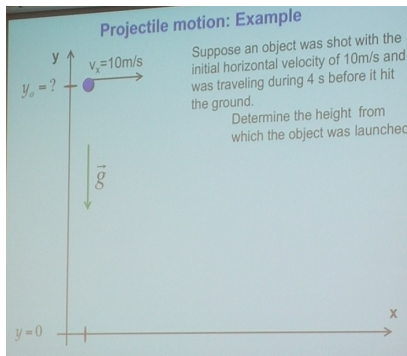 Projectile motion: Example
y
vₓ=10m/s
y₀ = ?
Suppose an object was shot with the
initial horizontal velocity of 10m/s and
was traveling during 4 s before it hit
the ground.
Determine the height from
which the object was launched
g⃗
x
y=0